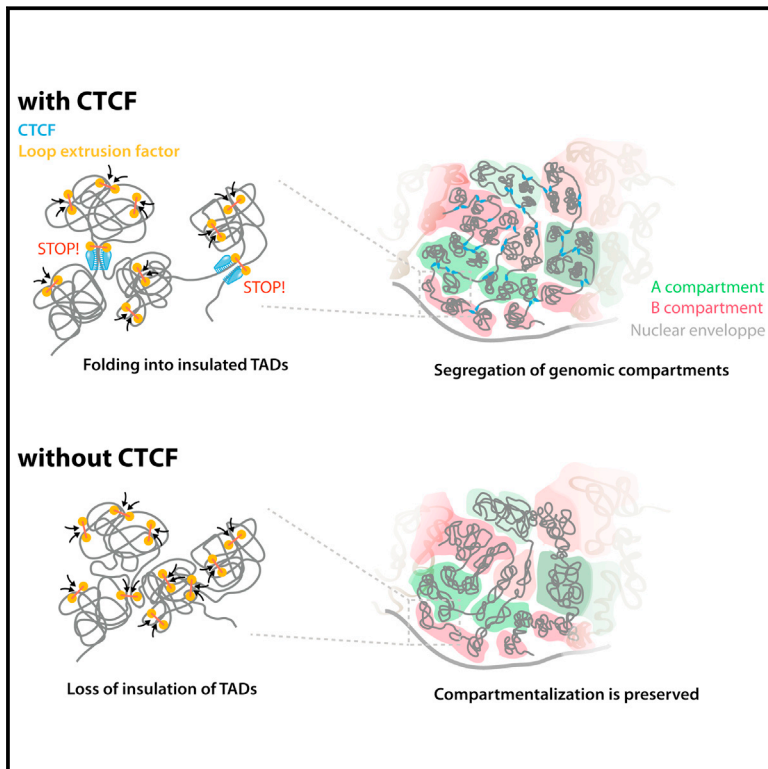 with CTCF
CTCF
Loop extrusion factor
STOP!
STOP!
A compartment
B compartment
Nuclear enveloppe
Folding into insulated TADs
Segregation of genomic compartments
without CTCF
Loss of insulation of TADs
Compartmentalization is preserved